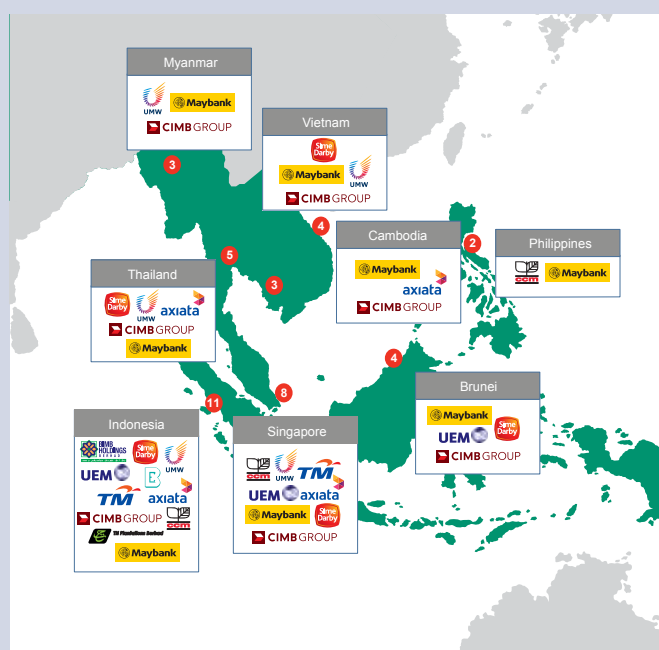 Myanmar
UMW
Maybank
CIMB GROUP
3
Vietnam
Sime
Darby
Maybank
UMW
CIMB GROUP
4
Cambodia
Maybank
axiata
CIMB GROUP
3
2
Philippines
ccm
Maybank
5
Thailand
Sime
Darby
UMW
axiata
CIMB GROUP
Maybank
4
Brunei
Maybank
UEM
Sime
Darby
CIMB GROUP
11
Indonesia
BIMB
HOLDINGS
BERHAD
Sime
Darby
UMW
UEM
B
TM
axiata
CIMB GROUP
ccm
TH Plantations Berhad
Maybank
8
Singapore
ccm
UMW
TM
UEM
axiata
Maybank
Sime
Darby
CIMB GROUP